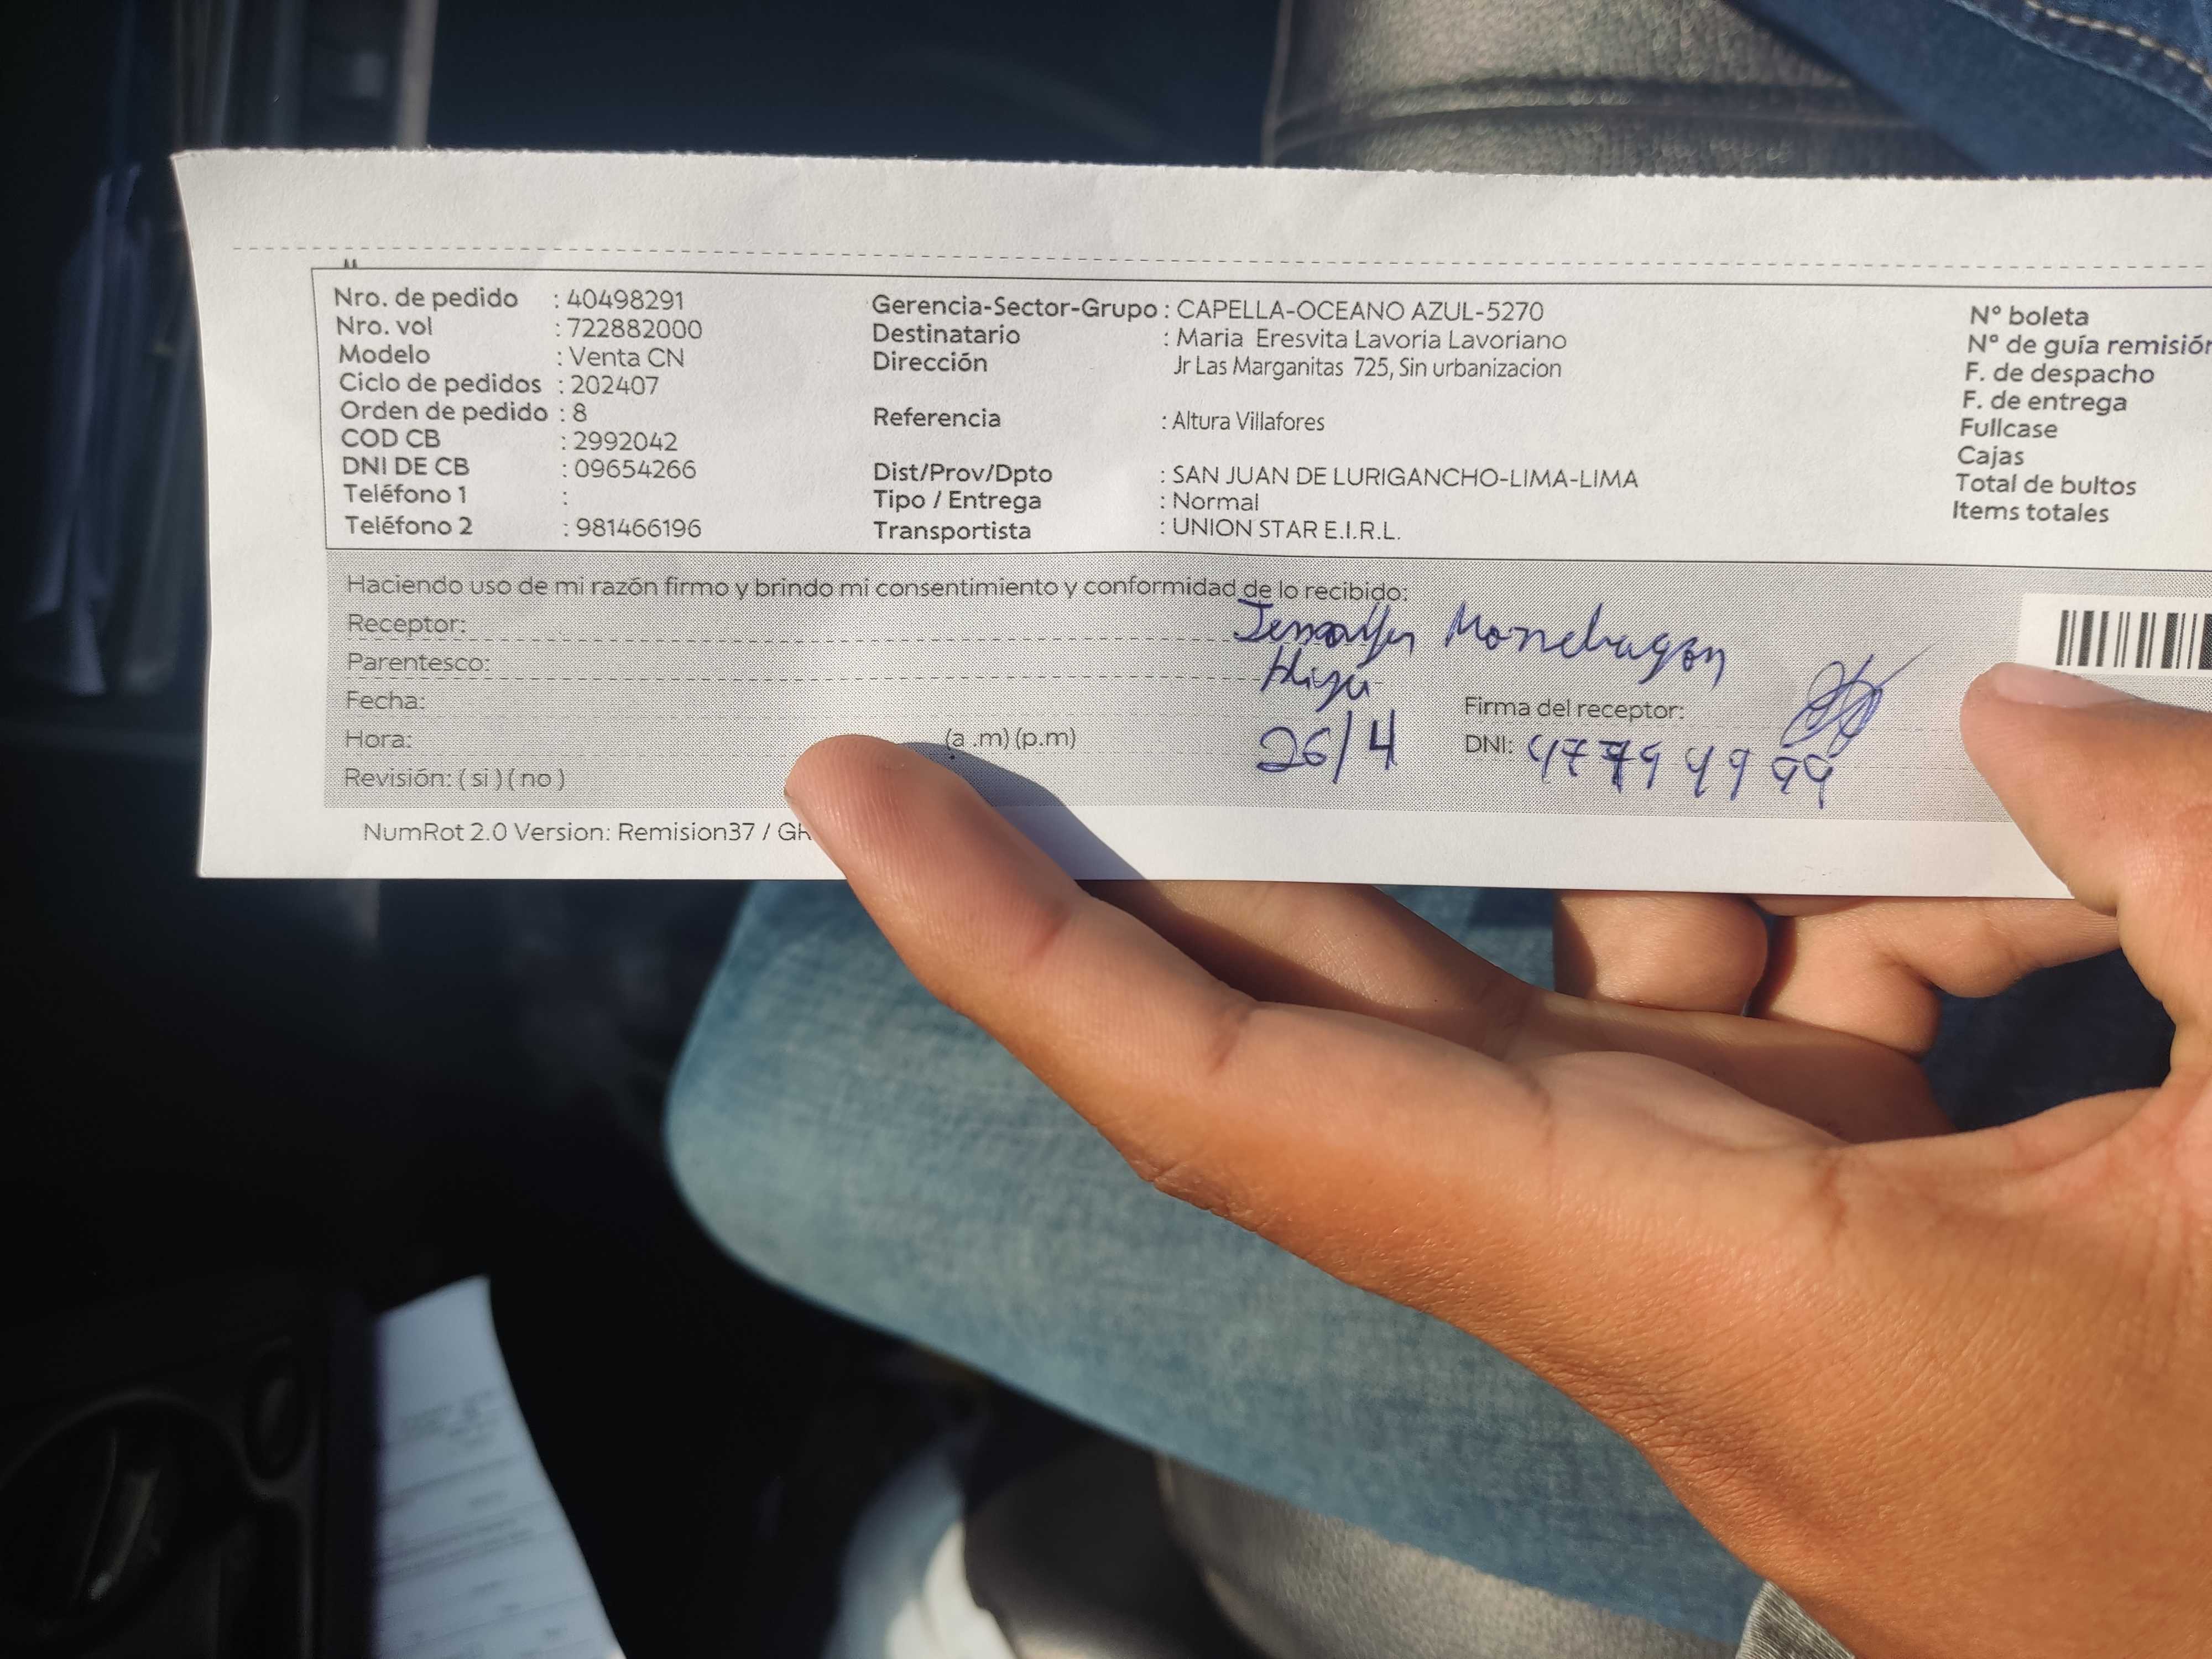 Nro. de pedido : 40498291
Nro. vol : 722882000
Modelo : Venta CN
Ciclo de pedidos : 202407
Orden de pedido : 8
COD CB : 2992042
DNI DE CB : 09654266
Teléfono 1 :
Teléfono 2 : 981466196
Gerencia-Sector-Grupo : CAPELLA-OCEANO AZUL-5270
Destinatario : Maria Eresvita Lavoria Lavoriano
Dirección Jr Las Marganitas 725, Sin urbanizacion
Referencia : Altura Villafores
Dist/Prov/Dpto : SAN JUAN DE LURIGANCHO-LIMA-LIMA
Tipo / Entrega : Normal
Transportista : UNION STAR E.I.R.L.
N° boleta
N° de guía remisión
F. de despacho
F. de entrega
Fullcase
Cajas
Total de bultos
Items totales
Haciendo uso de mi razón firmo y brindo mi consentimiento y conformidad de lo recibido:
Receptor:
Parentesco:
Fecha: 26/4
Hora: (a .m) (p.m)
Revisión: ( si ) ( no )
Firma del receptor:
DNI:
NumRot 2.0 Version: Remision37 /